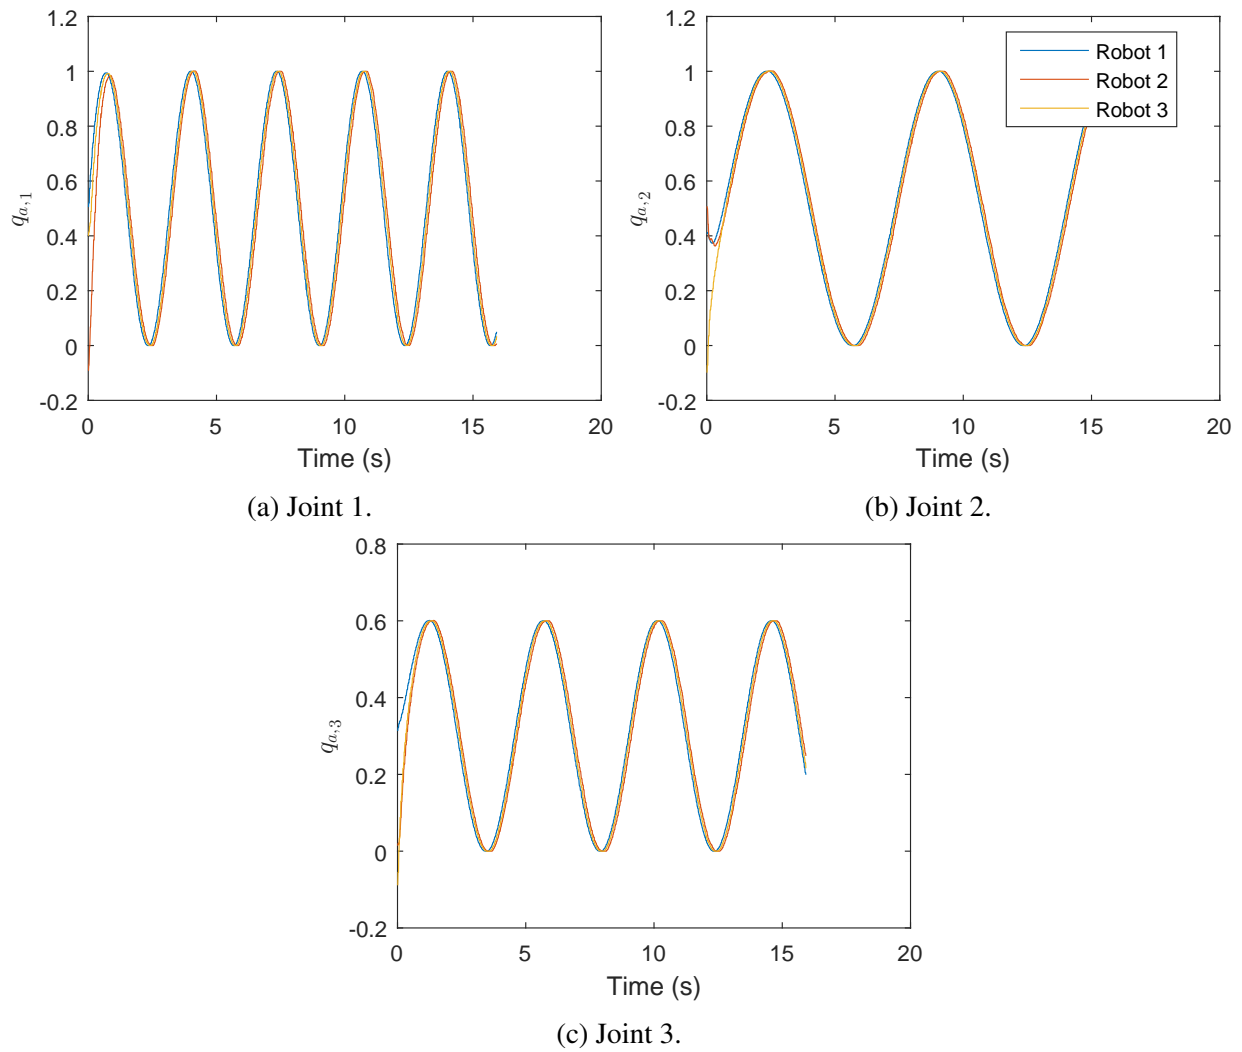 1.2
1
0.8
0.6
0.4
0.2
0
-0.2
q_{a,1}
0 5 10 15 20
Time (s)
(a) Joint 1.
1.2
1
0.8
0.6
0.4
0.2
0
-0.2
q_{a,2}
Robot 1
Robot 2
Robot 3
0 5 10 15 20
Time (s)
(b) Joint 2.
0.8
0.6
0.4
0.2
0
-0.2
q_{a,3}
0 5 10 15 20
Time (s)
(c) Joint 3.